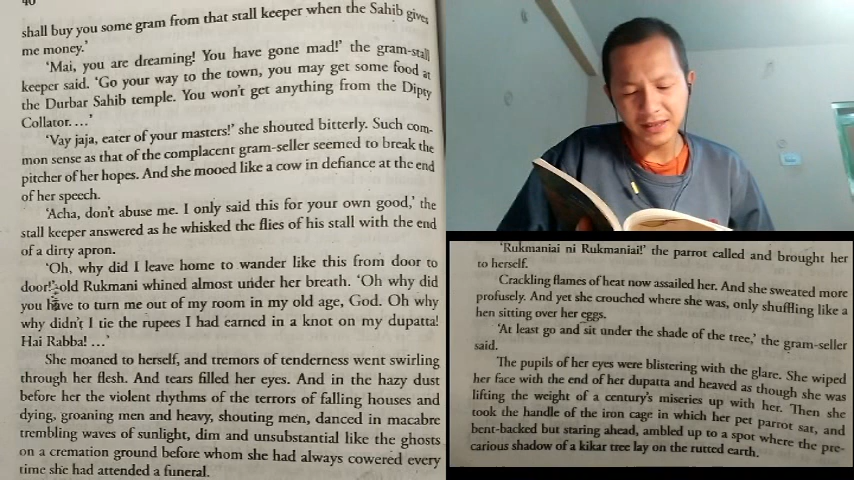 40
shall buy you some gram from that stall keeper when the Sahib gives
me money.'
'Mai, you are dreaming! You have gone mad!' the gram-stall
keeper said. 'Go your way to the town, you may get some food at
the Durbar Sahib temple. You won't get anything from the Dipty
Collator. …'
'Vay jaja, eater of your masters!' she shouted bitterly. Such com-
mon sense as that of the complacent gram-seller seemed to break the
pitcher of her hopes. And she mooed like a cow in defiance at the end
of her speech.
'Acha, don't abuse me. I only said this for your own good,' the
stall keeper answered as he whisked the flies of his stall with the end
of a dirty apron.
'Oh, why did I leave home to wander like this from door to
door!' old Rukmani whined almost under her breath. 'Oh why did
you have to turn me out of my room in my old age, God. Oh why
why didn't I tie the rupees I had earned in a knot on my dupatta!
Hai Rabba! …'
She moaned to herself, and tremors of tenderness went swirling
through her flesh. And tears filled her eyes. And in the hazy dust
before her the violent rhythms of the terrors of falling houses and
dying, groaning men and heavy, shouting men, danced in macabre
trembling waves of sunlight, dim and unsubstantial like the ghosts
on a cremation ground before whom she had always cowered every
time she had attended a funeral.
'Rukmaniai ni Rukmaniai!' the parrot called and brought her
to herself.
Crackling flames of heat now assailed her. And she sweated more
profusely. And yet she crouched where she was, only shuffling like a
hen sitting over her eggs.
'At least go and sit under the shade of the tree,' the gram-seller
said.
The pupils of her eyes were blistering with the glare. She wiped
her face with the end of her dupatta and heaved as though she was
lifting the weight of a century's miseries up with her. Then she
took the handle of the iron cage in which her pet parrot sat, and
bent-backed but staring ahead, ambled up to a spot where the pre-
carious shadow of a kikar tree lay on the rutted earth.